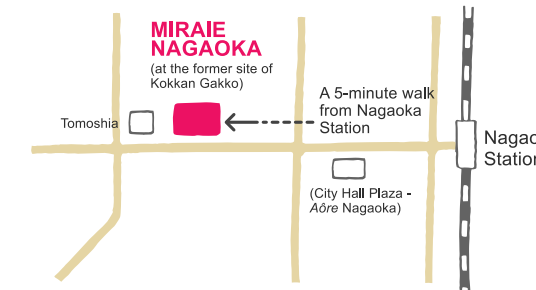 MIRAIE
NAGAOKA
(at the former site of
Kokkan Gakko)
A 5-minute walk
from Nagaoka
Station
Tomoshia
Nagao
Station
(City Hall Plaza -
Aôre Nagaoka)